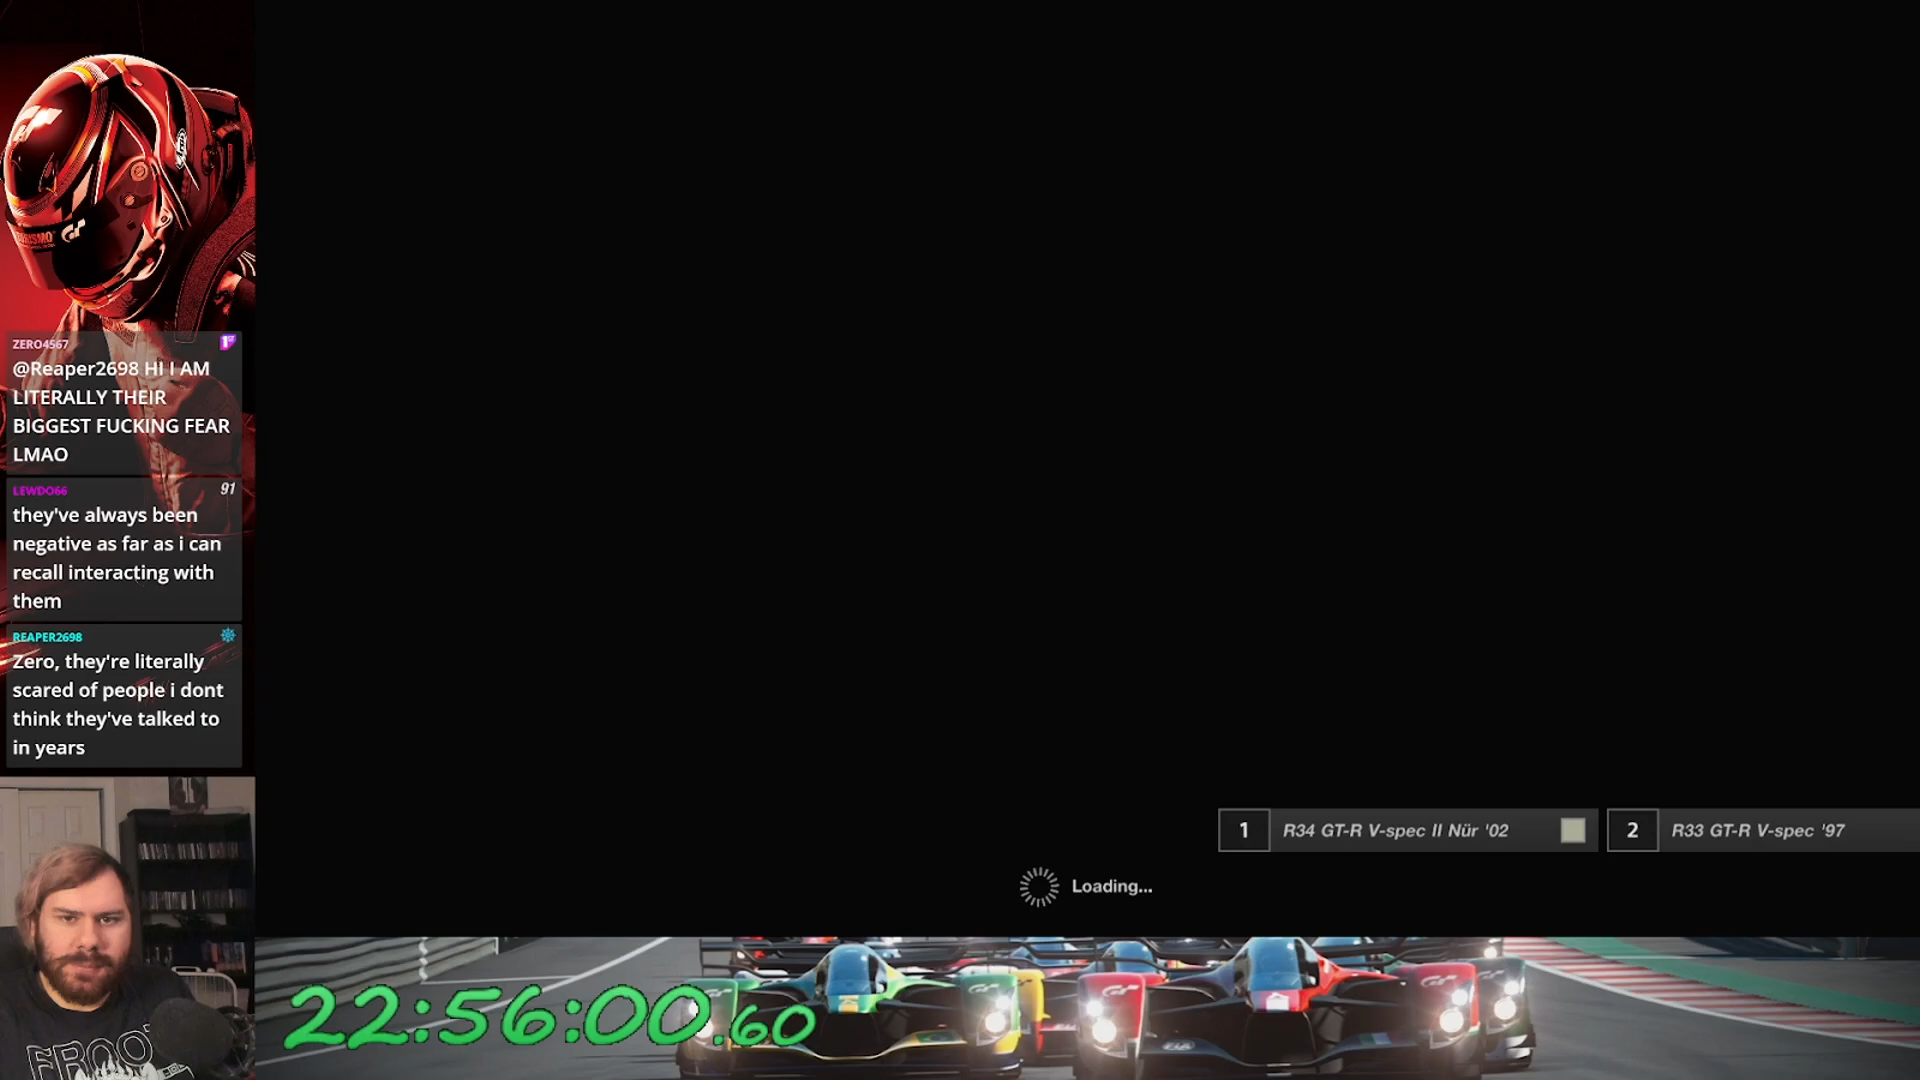 ZERO4567
@Reaper2698 HI I AM
LITERALLY THEIR
BIGGEST FUCKING FEAR
LMAO
LEWDO66 91
they've always been
negative as far as i can
recall interacting with
them
REAPER2698
Zero, they're literally
scared of people i dont
think they've talked to
in years
1 R34 GT-R V-spec II Nür '02
2 R33 GT-R V-spec '97
Loading...
22:56:00.60